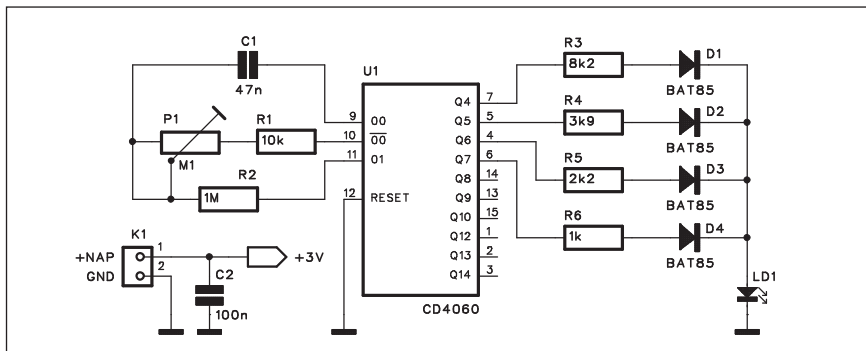 C1
47n
P1
M1
R1
10k
R2
1M
K1
+NAP
GND
1
2
+3V
C2
100n
U1
9 O0
10 O0
11 O1
12 RESET
Q4 7
Q5 5
Q6 4
Q7 6
Q8 14
Q9 13
Q10 15
Q12 1
Q13 2
Q14 3
CD4060
R3
8k2
D1
BAT85
R4
3k9
D2
BAT85
R5
2k2
D3
BAT85
R6
1k
D4
BAT85
LD1